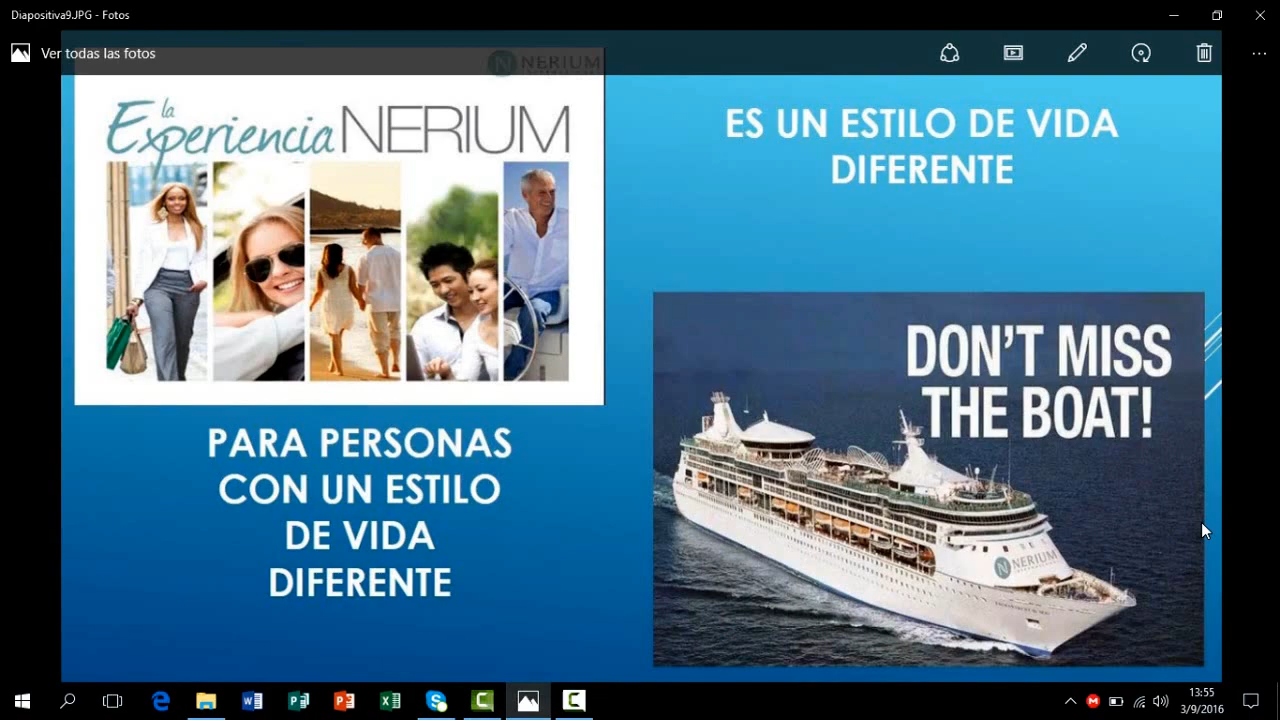 Diapositiva9.JPG - Fotos
Ver todas las fotos
NERIUM
la
Experiencia NERIUM
ES UN ESTILO DE VIDA
DIFERENTE
DON'T MISS
THE BOAT!
NERIUM
PARA PERSONAS
CON UN ESTILO
DE VIDA
DIFERENTE
13:55
3/9/2016